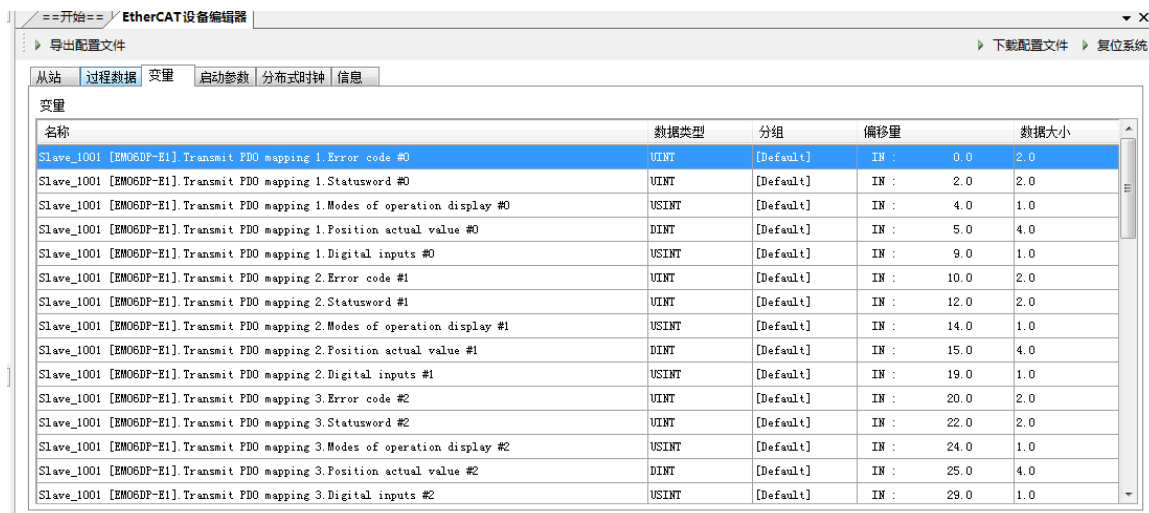 ==开始== EtherCAT设备编辑器
导出配置文件 下载配置文件 复位系统
从站 过程数据 变量 启动参数 分布式时钟 信息
变量
名称 数据类型 分组 偏移量 数据大小
Slave_1001 [EM06DP-E1].Transmit PDO mapping 1.Error code #0 UINT [Default] IN : 0.0 2.0
Slave_1001 [EM06DP-E1].Transmit PDO mapping 1.Statusword #0 UINT [Default] IN : 2.0 2.0
Slave_1001 [EM06DP-E1].Transmit PDO mapping 1.Modes of operation display #0 USINT [Default] IN : 4.0 1.0
Slave_1001 [EM06DP-E1].Transmit PDO mapping 1.Position actual value #0 DINT [Default] IN : 5.0 4.0
Slave_1001 [EM06DP-E1].Transmit PDO mapping 1.Digital inputs #0 USINT [Default] IN : 9.0 1.0
Slave_1001 [EM06DP-E1].Transmit PDO mapping 2.Error code #1 UINT [Default] IN : 10.0 2.0
Slave_1001 [EM06DP-E1].Transmit PDO mapping 2.Statusword #1 UINT [Default] IN : 12.0 2.0
Slave_1001 [EM06DP-E1].Transmit PDO mapping 2.Modes of operation display #1 USINT [Default] IN : 14.0 1.0
Slave_1001 [EM06DP-E1].Transmit PDO mapping 2.Position actual value #1 DINT [Default] IN : 15.0 4.0
Slave_1001 [EM06DP-E1].Transmit PDO mapping 2.Digital inputs #1 USINT [Default] IN : 19.0 1.0
Slave_1001 [EM06DP-E1].Transmit PDO mapping 3.Error code #2 UINT [Default] IN : 20.0 2.0
Slave_1001 [EM06DP-E1].Transmit PDO mapping 3.Statusword #2 UINT [Default] IN : 22.0 2.0
Slave_1001 [EM06DP-E1].Transmit PDO mapping 3.Modes of operation display #2 USINT [Default] IN : 24.0 1.0
Slave_1001 [EM06DP-E1].Transmit PDO mapping 3.Position actual value #2 DINT [Default] IN : 25.0 4.0
Slave_1001 [EM06DP-E1].Transmit PDO mapping 3.Digital inputs #2 USINT [Default] IN : 29.0 1.0